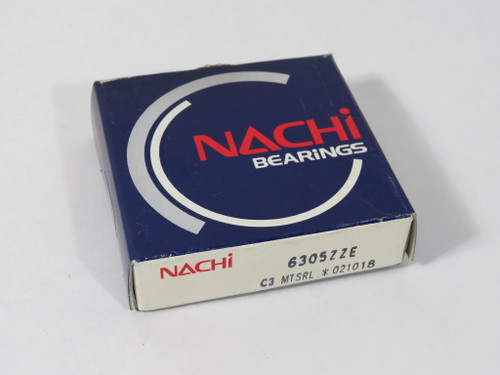 NACHi
BEARiNGS
NACHi
6305ZZE
C3 MTSRL * 021018